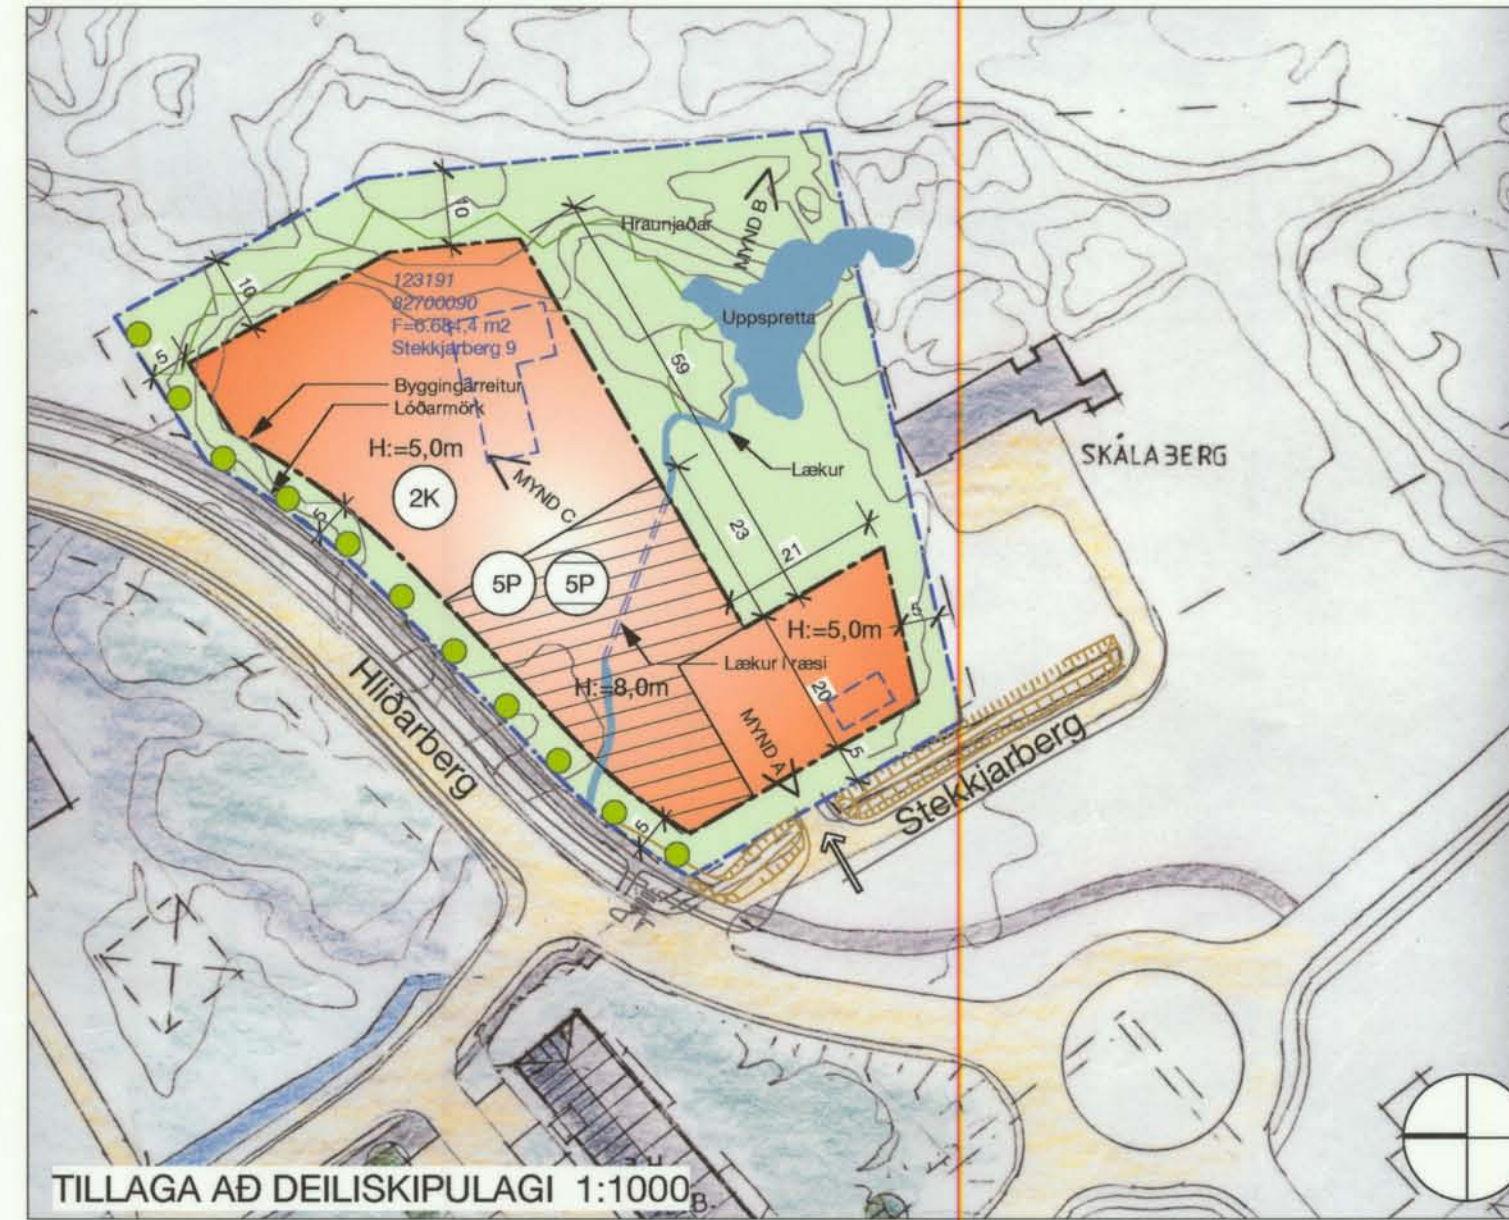 10
Hraunjaðar
MYND B
10
123191
82700090
F=6.684,4 m2
Stekkjarberg 9
Uppspretta
5
59
Byggingarreitur
Lóðarmörk
H:=5,0m
SKÁLABERG
Lækur
2K
MYND C
5
23
21
5P
5P
5
H:=5,0m
Lækur í ræsi
H:=8,0m
20
Hlíðarberg
MYND A
5
Stekkjarberg
5
TILLAGA AÐ DEILISKIPULAGI 1:1000
B